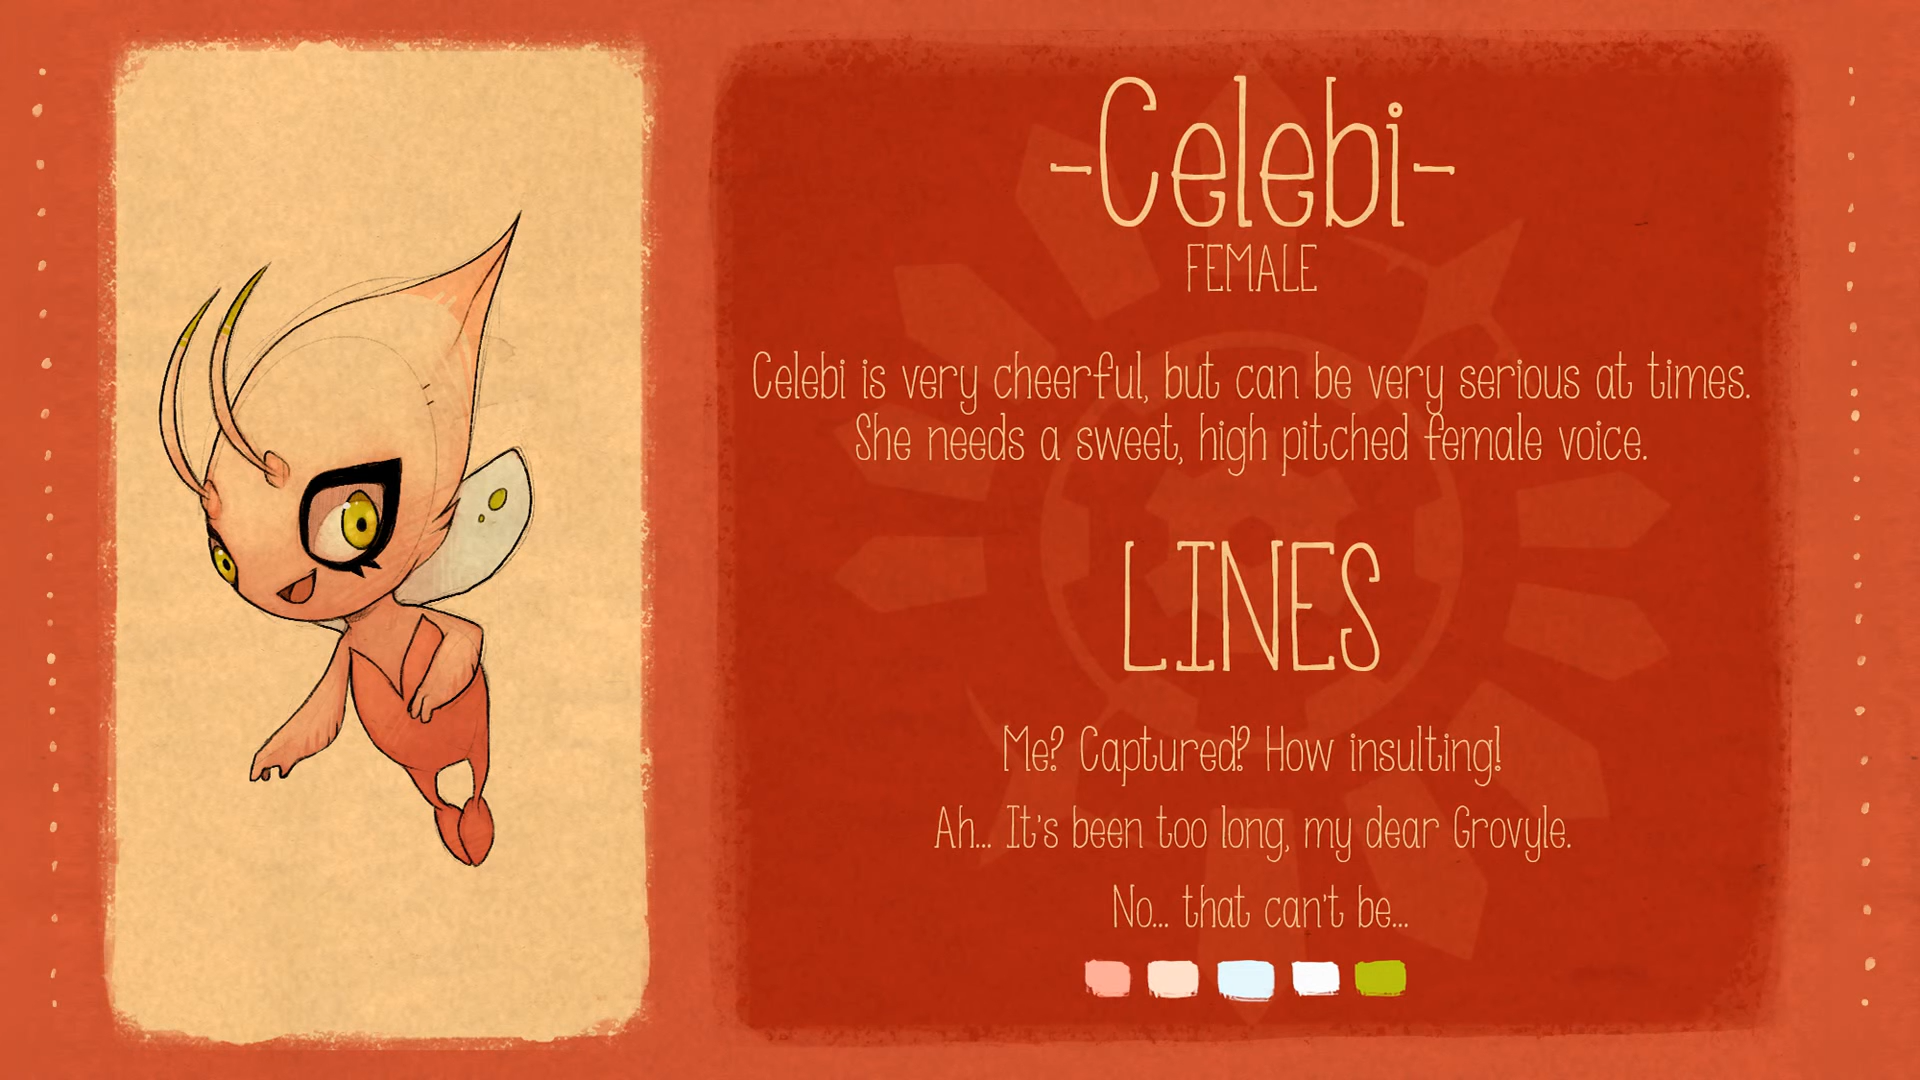 -Celebi-
FEMALE
Celebi is very cheerful, but can be very serious at times.
She needs a sweet, high pitched female voice.
LINES
Me? Captured? How insulting!
Ah... It's been too long, my dear Grovyle.
No... that can't be...